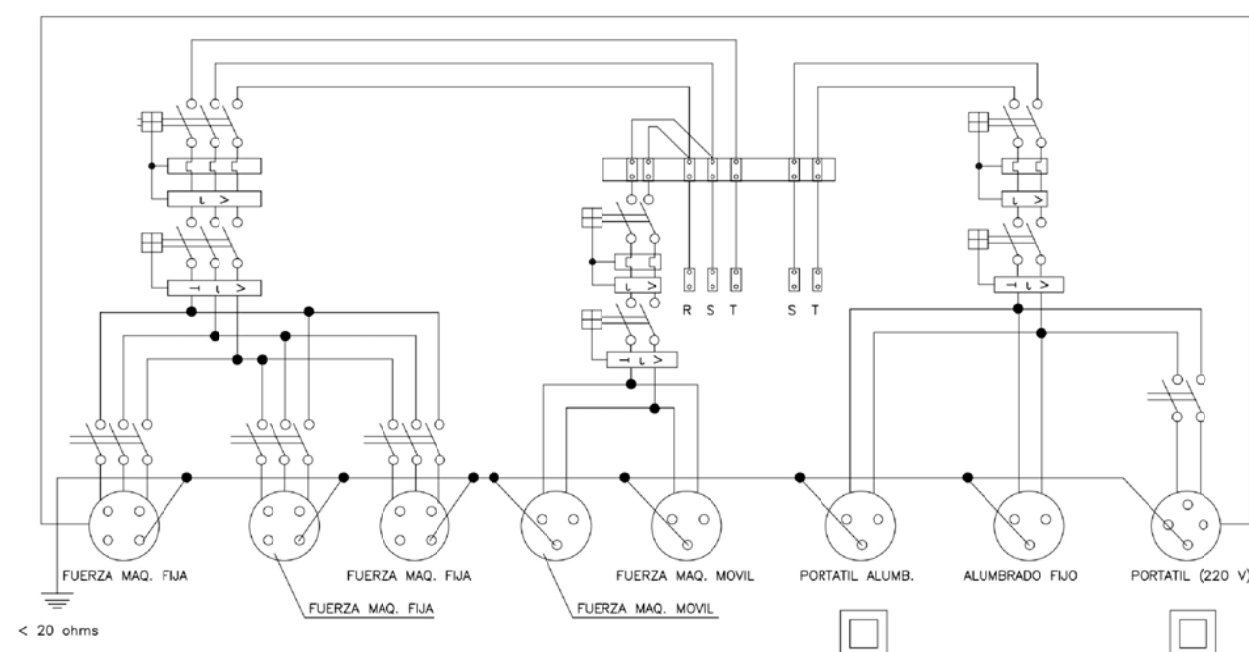 R S T S T
FUERZA MAQ. FIJA
FUERZA MAQ. FIJA
FUERZA MAQ. MOVIL
PORTATIL ALUMB.
ALUMBRADO FIJO
PORTATIL (220 V)
FUERZA MAQ. FIJA
FUERZA MAQ. MOVIL
< 20 ohms